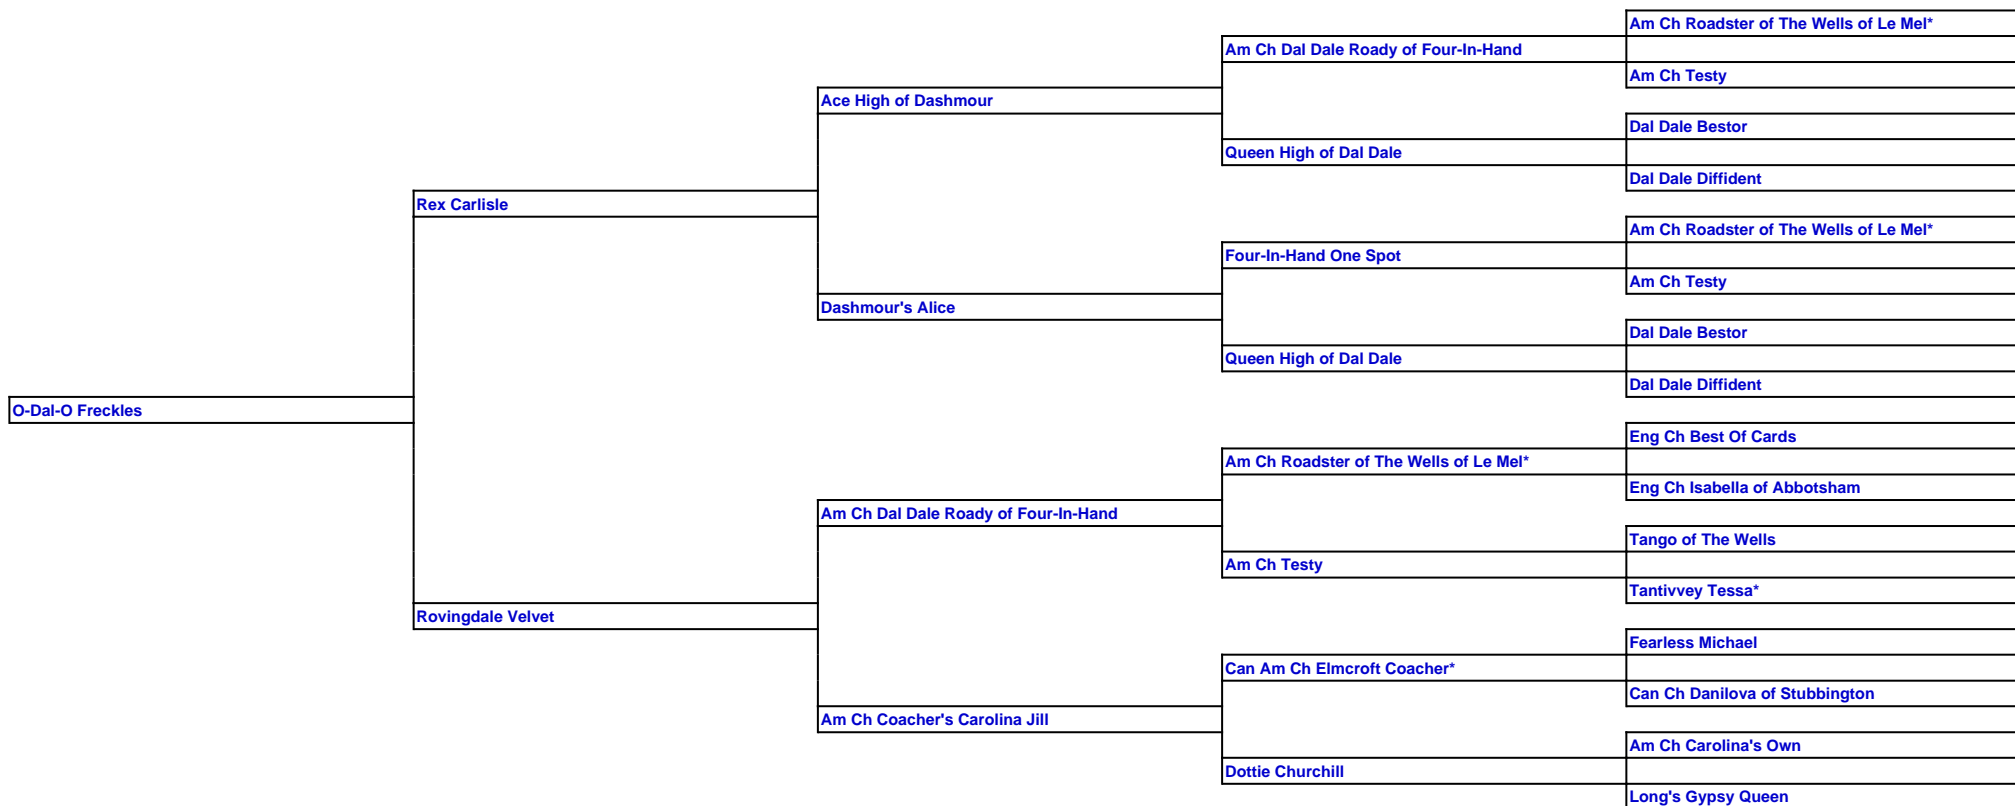 Am Ch Roadster of The Wells of Le Mel*
Am Ch Dal Dale Roady of Four-In-Hand
Am Ch Testy
Ace High of Dashmour
Dal Dale Bestor
Queen High of Dal Dale
Dal Dale Diffident
Rex Carlisle
Am Ch Roadster of The Wells of Le Mel*
Four-In-Hand One Spot
Am Ch Testy
Dashmour's Alice
Dal Dale Bestor
Queen High of Dal Dale
Dal Dale Diffident
O-Dal-O Freckles
Eng Ch Best Of Cards
Am Ch Roadster of The Wells of Le Mel*
Eng Ch Isabella of Abbotsham
Am Ch Dal Dale Roady of Four-In-Hand
Tango of The Wells
Am Ch Testy
Tantivvey Tessa*
Rovingdale Velvet
Fearless Michael
Can Am Ch Elmcroft Coacher*
Can Ch Danilova of Stubbington
Am Ch Coacher's Carolina Jill
Am Ch Carolina's Own
Dottie Churchill
Long's Gypsy Queen